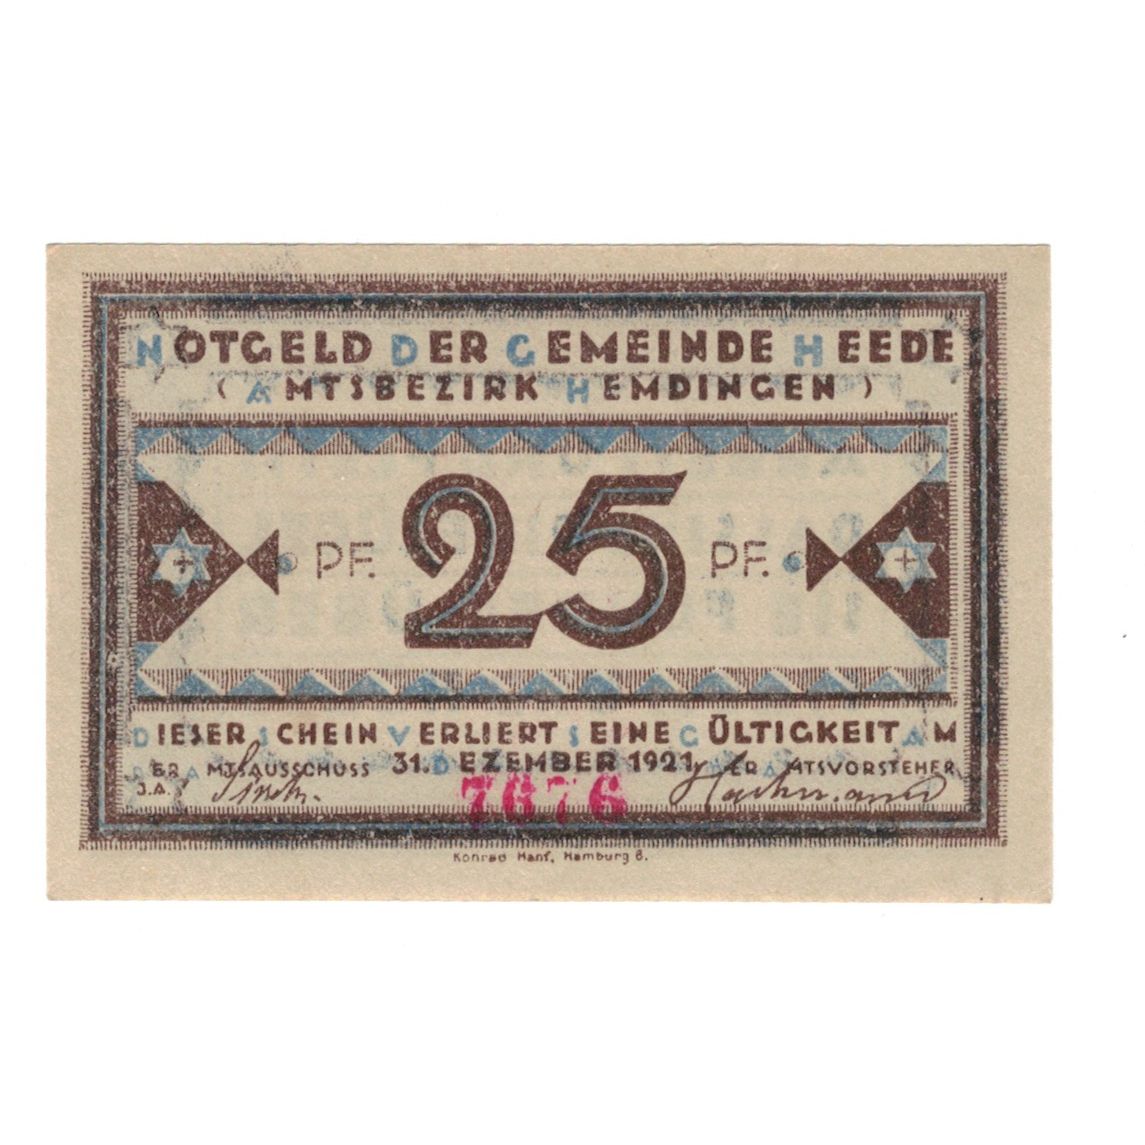 NOTGELD DER GEMEINDE HEEDE
(AMTSBEZIRK HEMDINGEN)
PF. 25 PF.
DIESER SCHEIN VERLIERT SEINE GÜLTIGKEIT AM
DER AMTSAUSSCHUSS 31. DEZEMBER 1921 DER AMTSVORSTEHER
J.A.
7676
Konrad Hanf, Hamburg 8.